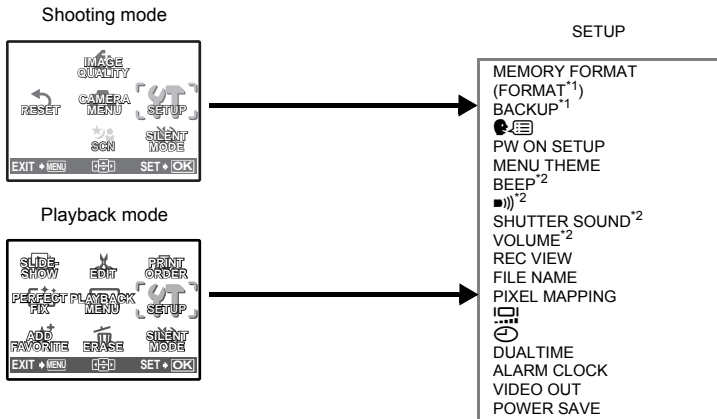 Shooting mode
IMAGE
QUALITY
RESET
CAMERA
MENU
SETUP
SCN
SILENT
MODE
EXIT MENU SET OK
Playback mode
SLIDE-
SHOW
EDIT
PRINT
ORDER
PERFECT
FIX
PLAYBACK
MENU
SETUP
ADD
FAVORITE
ERASE
SILENT
MODE
EXIT MENU SET OK
SETUP
MEMORY FORMAT
(FORMAT*1)
BACKUP*1
PW ON SETUP
MENU THEME
BEEP*2
*2
SHUTTER SOUND*2
VOLUME*2
REC VIEW
FILE NAME
PIXEL MAPPING
DUALTIME
ALARM CLOCK
VIDEO OUT
POWER SAVE